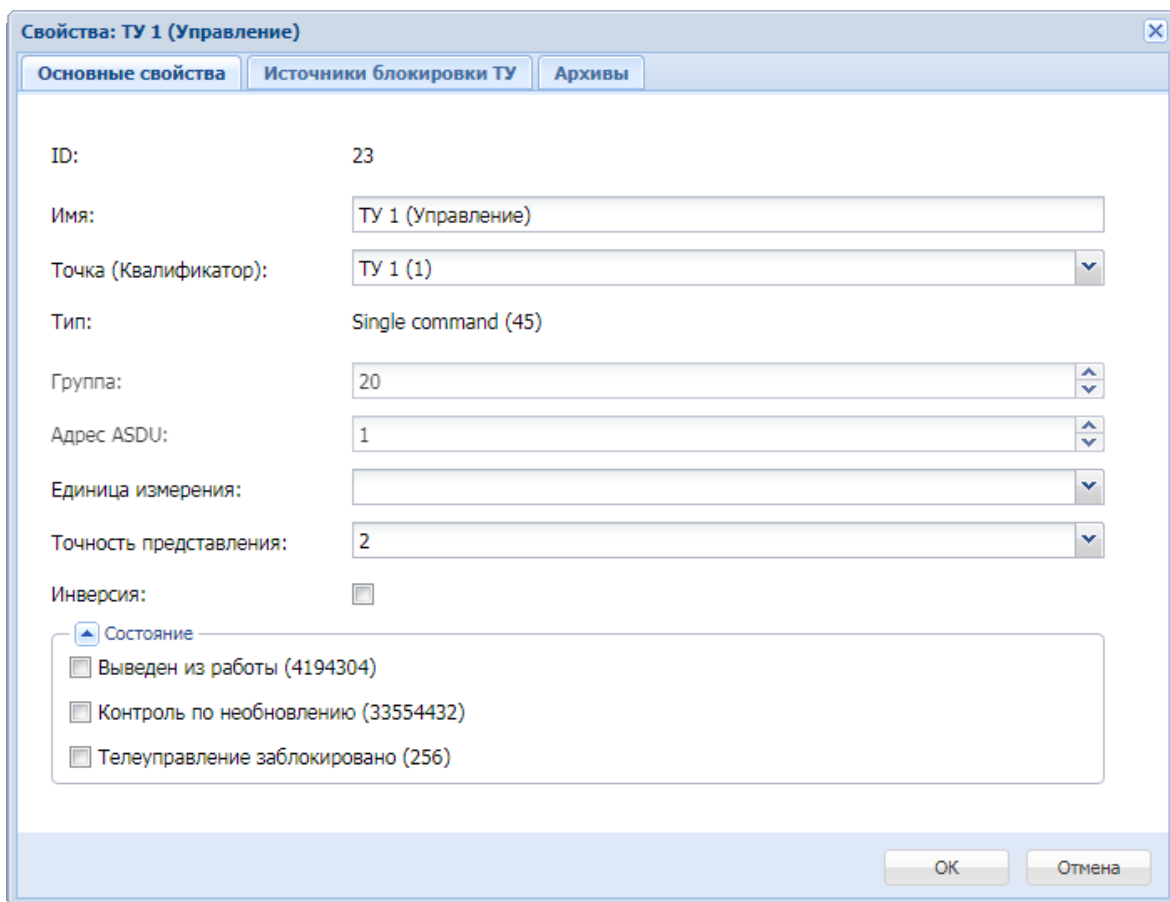 Свойства: ТУ 1 (Управление)
Основные свойства Источники блокировки ТУ Архивы
ID: 23
Имя: ТУ 1 (Управление)
Точка (Квалификатор): ТУ 1 (1)
Тип: Single command (45)
Группа: 20
Адрес ASDU: 1
Единица измерения:
Точность представления: 2
Инверсия:
Состояние
Выведен из работы (4194304)
Контроль по необновлению (33554432)
Телеуправление заблокировано (256)
OK Отмена